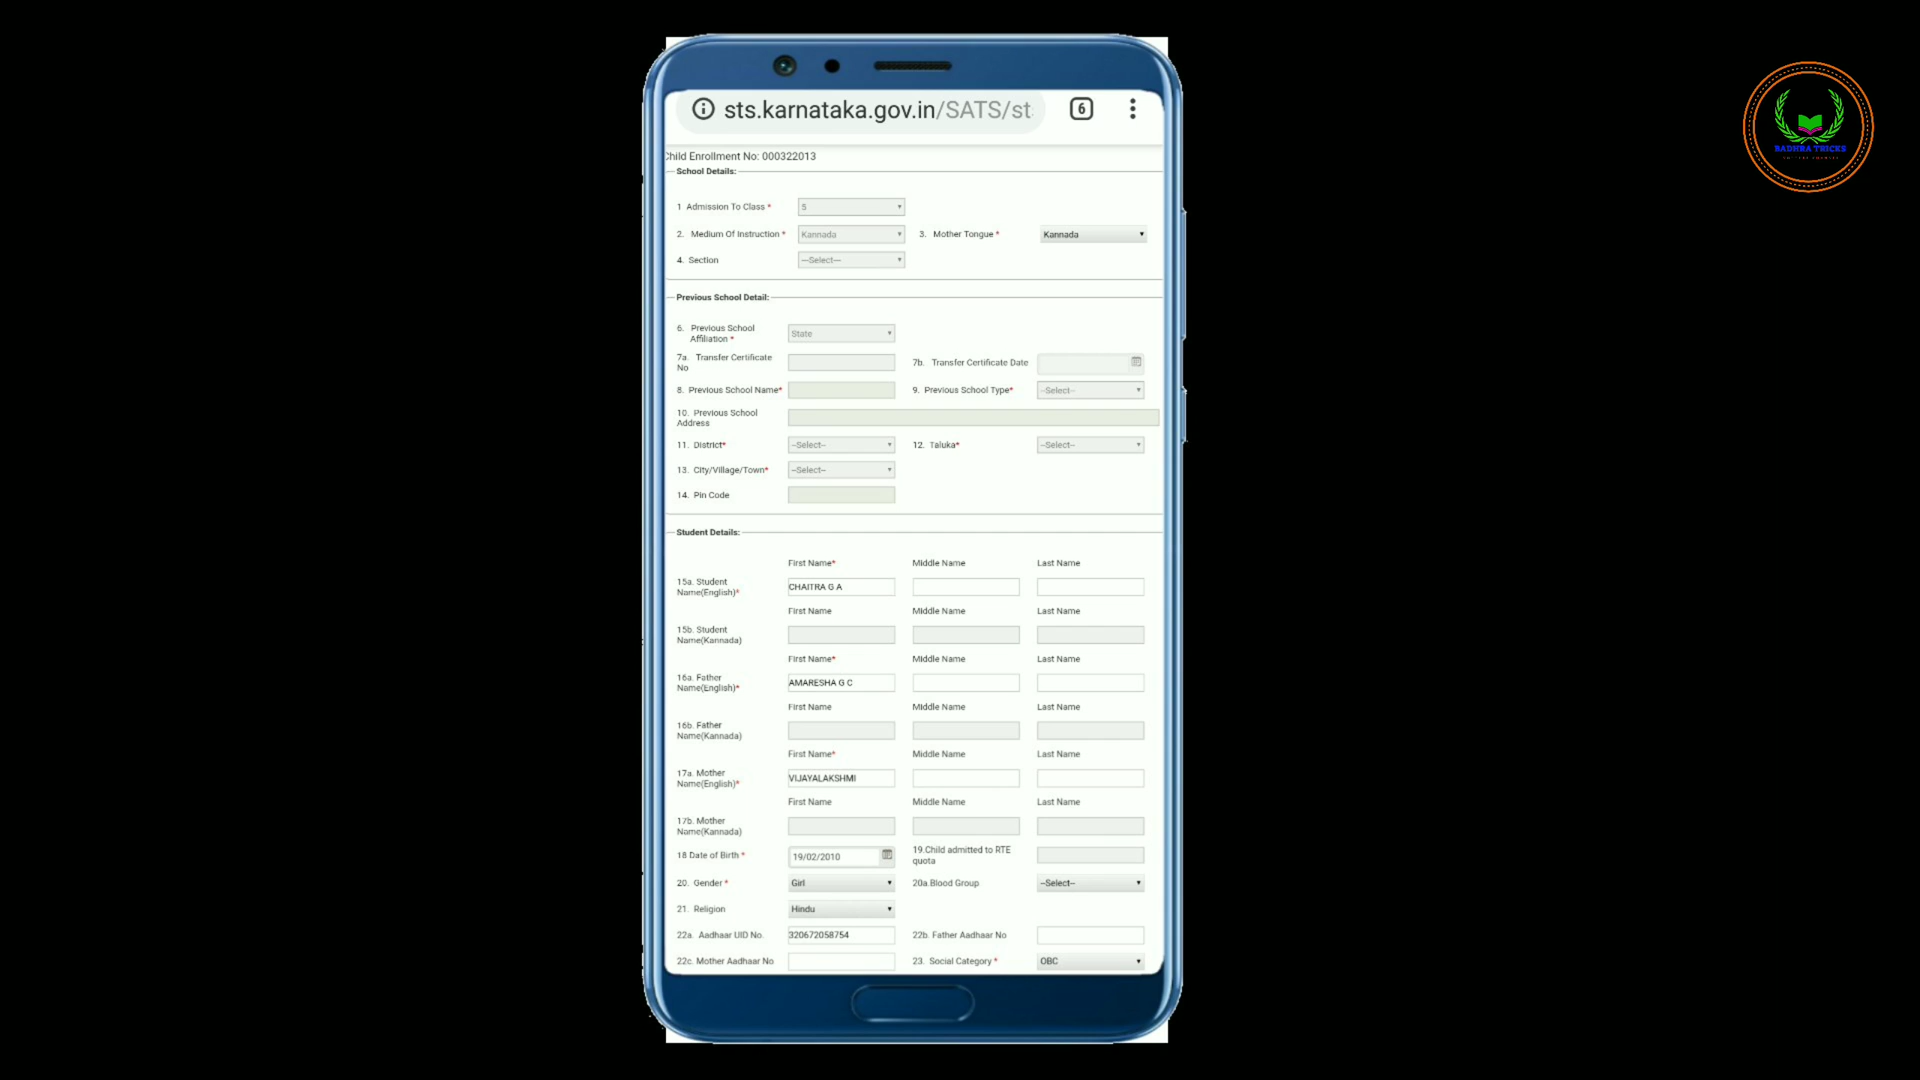 sts.karnataka.gov.in/SATS/st
6
Child Enrollment No: 000322013
School Details:
1 Admission To Class * 5
2. Medium Of Instruction * Kannada 3. Mother Tongue * Kannada
4. Section ---Select---
Previous School Detail:
6. Previous School Affiliation * State
7a. Transfer Certificate No 7b. Transfer Certificate Date
8. Previous School Name* 9. Previous School Type* --Select--
10. Previous School Address
11. District* --Select-- 12. Taluka* --Select--
13. City/Village/Town* --Select--
14. Pin Code
Student Details:
First Name* Middle Name Last Name
15a. Student Name(English)* CHAITRA G A
First Name Middle Name Last Name
15b. Student Name(Kannada)
First Name* Middle Name Last Name
16a. Father Name(English)* AMARESHA G C
First Name Middle Name Last Name
16b. Father Name(Kannada)
First Name* Middle Name Last Name
17a. Mother Name(English)* VIJAYALAKSHMI
First Name Middle Name Last Name
17b. Mother Name(Kannada)
18 Date of Birth * 19/02/2010 19.Child admitted to RTE quota
20. Gender * Girl 20a.Blood Group --Select--
21. Religion Hindu
22a. Aadhaar UID No. 320672058754 22b. Father Aadhaar No
22c. Mother Aadhaar No 23. Social Category * OBC
BADHRA TRICKS